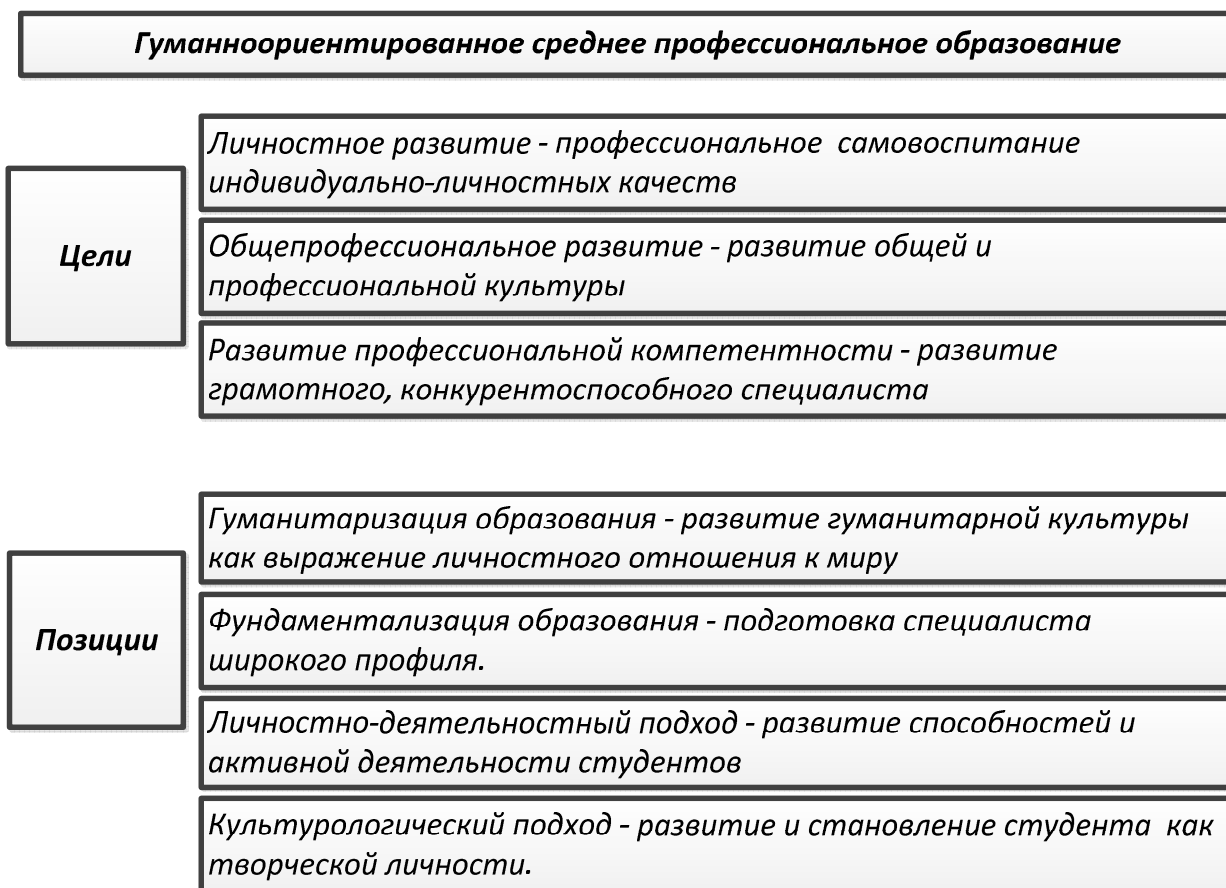 Гуманноориентированное среднее профессиональное образование
Личностное развитие - профессиональное самовоспитание
индивидуально-личностных качеств
Цели
Общепрофессиональное развитие - развитие общей и
профессиональной культуры
Развитие профессиональной компетентности - развитие
грамотного, конкурентоспособного специалиста
Гуманитаризация образования - развитие гуманитарной культуры
как выражение личностного отношения к миру
Позиции
Фундаментализация образования - подготовка специалиста
широкого профиля.
Личностно-деятельностный подход - развитие способностей и
активной деятельности студентов
Культурологический подход - развитие и становление студента как
творческой личности.